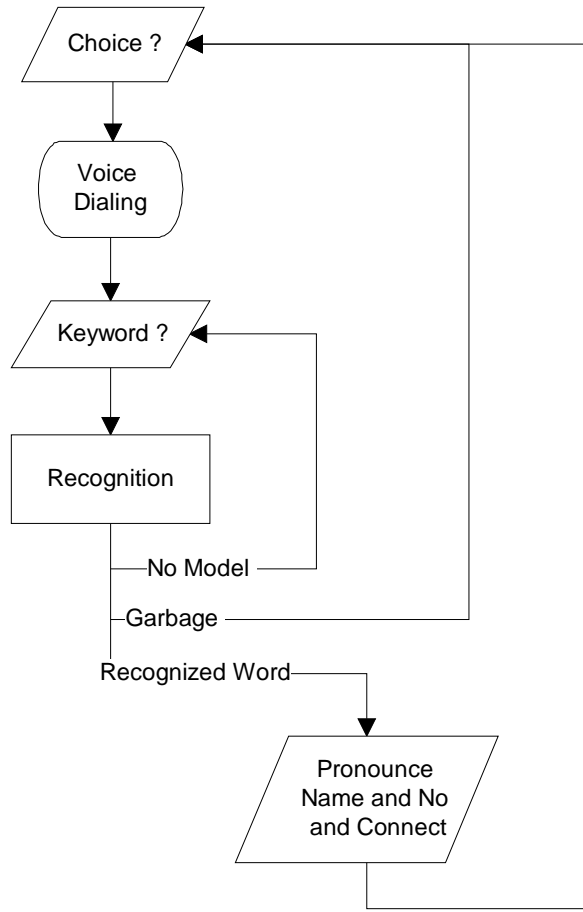 Choice ?
Voice
Dialing
Keyword ?
Recognition
No Model
Garbage
Recognized Word
Pronounce
Name and No
and Connect